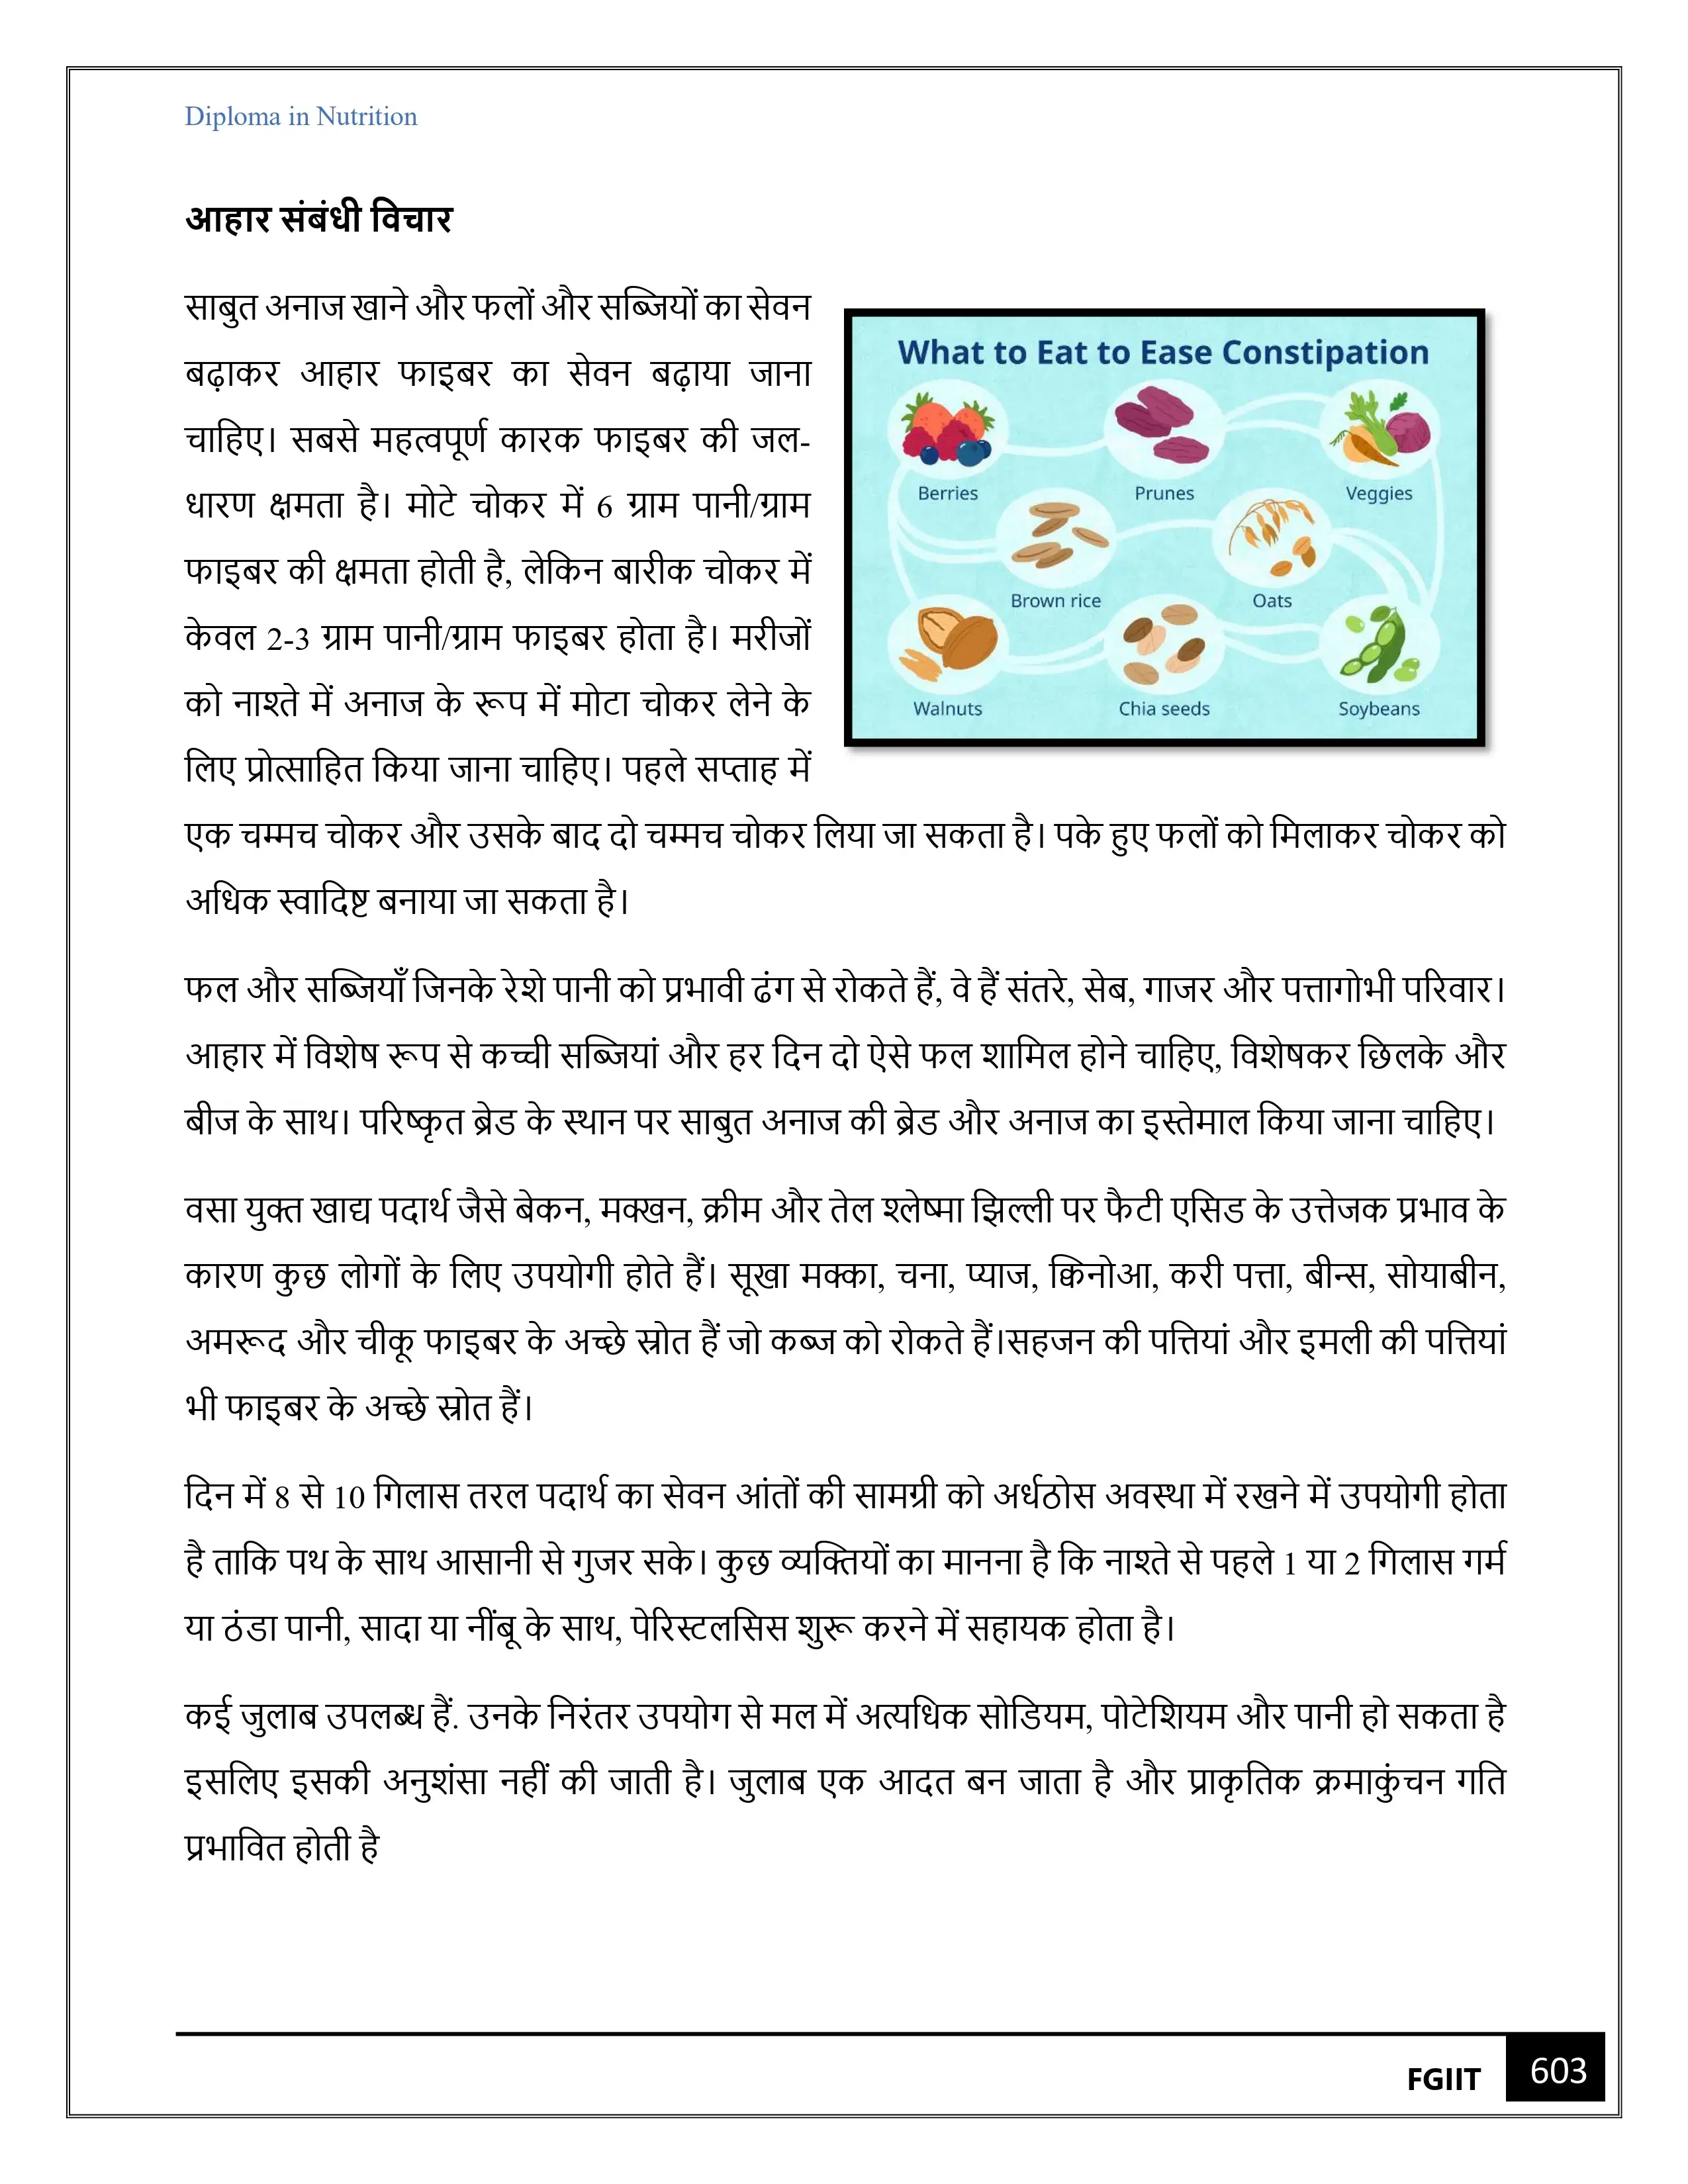 Diploma in Nutrition
आहार संबंधी विचार
साबुत अनाज खाने और फलों और सब्जियों का सेवन
बढ़ाकर आहार फाइबर का सेवन बढ़ाया जाना
चाहिए। सबसे महत्वपूर्ण कारक फाइबर की जल-
धारण क्षमता है। मोटे चोकर में 6 ग्राम पानी/ग्राम
फाइबर की क्षमता होती है, लेकिन बारीक चोकर में
केवल 2-3 ग्राम पानी/ग्राम फाइबर होता है। मरीजों
को नाश्ते में अनाज के रूप में मोटा चोकर लेने के
लिए प्रोत्साहित किया जाना चाहिए। पहले सप्ताह में
What to Eat to Ease Constipation
Berries
Prunes
Veggies
Brown rice
Oats
Walnuts
Chia seeds
Soybeans
एक चम्मच चोकर और उसके बाद दो चम्मच चोकर लिया जा सकता है। पके हुए फलों को मिलाकर चोकर को
अधिक स्वादिष्ट बनाया जा सकता है।
फल और सब्जियाँ जिनके रेशे पानी को प्रभावी ढंग से रोकते हैं, वे हैं संतरे, सेब, गाजर और पत्तागोभी परिवार।
आहार में विशेष रूप से कच्ची सब्जियां और हर दिन दो ऐसे फल शामिल होने चाहिए, विशेषकर छिलके और
बीज के साथ। परिष्कृत ब्रेड के स्थान पर साबुत अनाज की ब्रेड और अनाज का इस्तेमाल किया जाना चाहिए।
वसा युक्त खाद्य पदार्थ जैसे बेकन, मक्खन, क्रीम और तेल श्लेष्मा झिल्ली पर फैटी एसिड के उत्तेजक प्रभाव के
कारण कुछ लोगों के लिए उपयोगी होते हैं। सूखा मक्का, चना, प्याज, क्विनोआ, करी पत्ता, बीन्स, सोयाबीन,
अमरूद और चीकू फाइबर के अच्छे स्रोत हैं जो कब्ज को रोकते हैं।सहजन की पत्तियां और इमली की पत्तियां
भी फाइबर के अच्छे स्रोत हैं।
दिन में 8 से 10 गिलास तरल पदार्थ का सेवन आंतों की सामग्री को अर्धठोस अवस्था में रखने में उपयोगी होता
है ताकि पथ के साथ आसानी से गुजर सके। कुछ व्यक्तियों का मानना है कि नाश्ते से पहले 1 या 2 गिलास गर्म
या ठंडा पानी, सादा या नींबू के साथ, पेरिस्टलसिस शुरू करने में सहायक होता है।
कई जुलाब उपलब्ध हैं. उनके निरंतर उपयोग से मल में अत्यधिक सोडियम, पोटेशियम और पानी हो सकता है
इसलिए इसकी अनुशंसा नहीं की जाती है। जुलाब एक आदत बन जाता है और प्राकृतिक क्रमाकुंचन गति
प्रभावित होती है
FGIIT
603